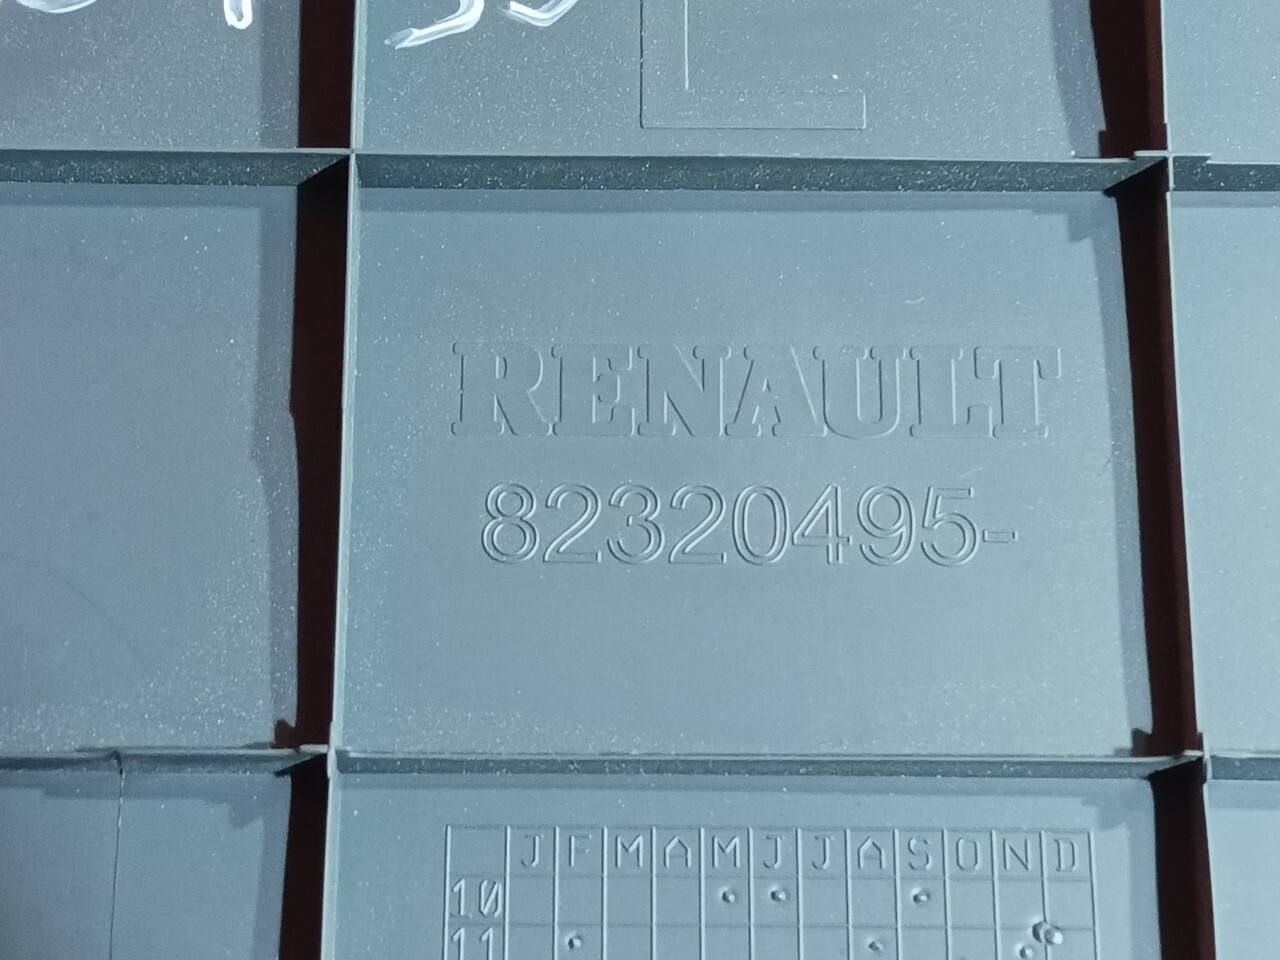 RENAULT
82320495-
J F M A M J J A S O N D
10
11